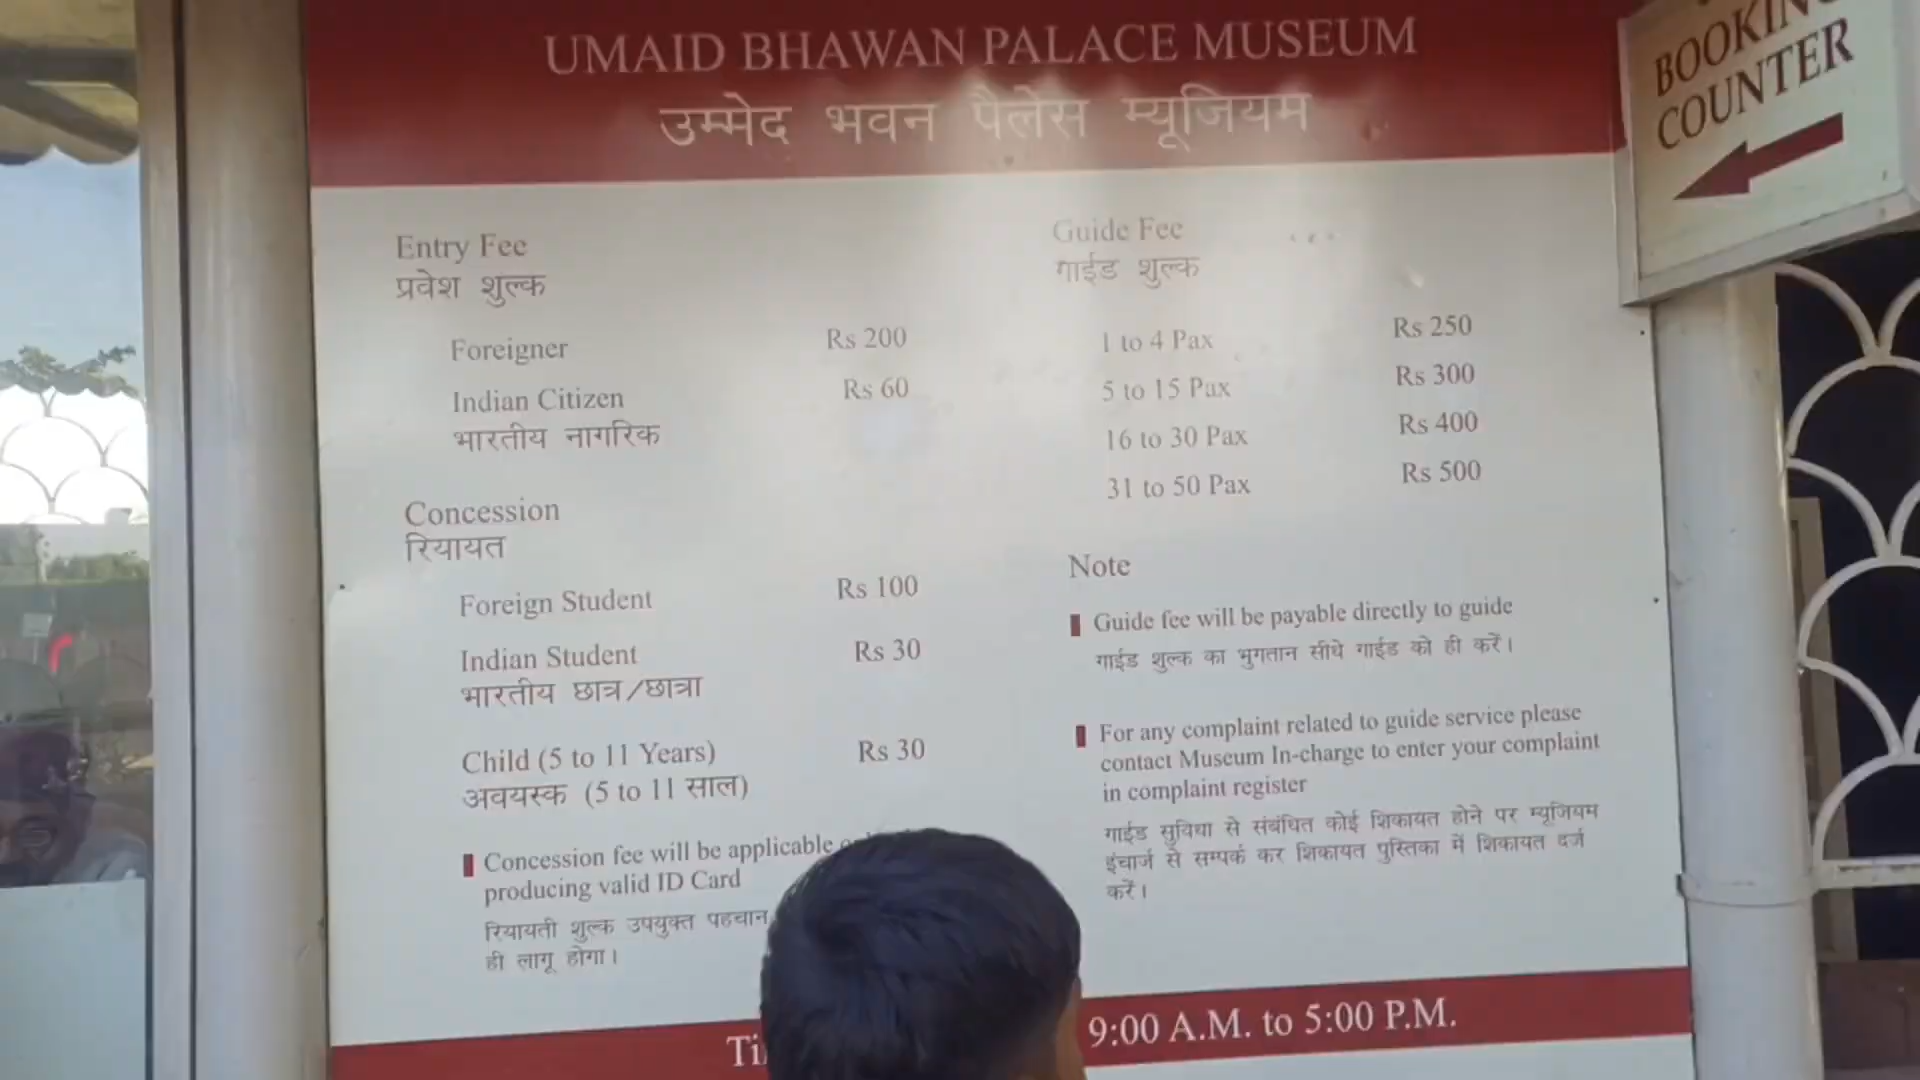 UMAID BHAWAN PALACE MUSEUM
उम्मेद भवन पैलेस म्यूजियम
BOOKING
COUNTER
Entry Fee
प्रवेश शुल्क
Foreigner Rs 200
Indian Citizen Rs 60
भारतीय नागरिक
Concession
रियायत
Foreign Student Rs 100
Indian Student Rs 30
भारतीय छात्र/छात्रा
Child (5 to 11 Years) Rs 30
अवयस्क (5 to 11 साल)
Concession fee will be applicable
producing valid ID Card
रियायती शुल्क उपयुक्त पहचान
ही लागू होगा।
Guide Fee
गाईड शुल्क
1 to 4 Pax Rs 250
5 to 15 Pax Rs 300
16 to 30 Pax Rs 400
31 to 50 Pax Rs 500
Note
Guide fee will be payable directly to guide
गाईड शुल्क का भुगतान सीधे गाईड को ही करें।
For any complaint related to guide service please
contact Museum In-charge to enter your complaint
in complaint register
गाईड सुविधा से संबंधित कोई शिकायत होने पर म्यूजियम
इंचार्ज से सम्पर्क कर शिकायत पुस्तिका में शिकायत दर्ज
करें।
9:00 A.M. to 5:00 P.M.